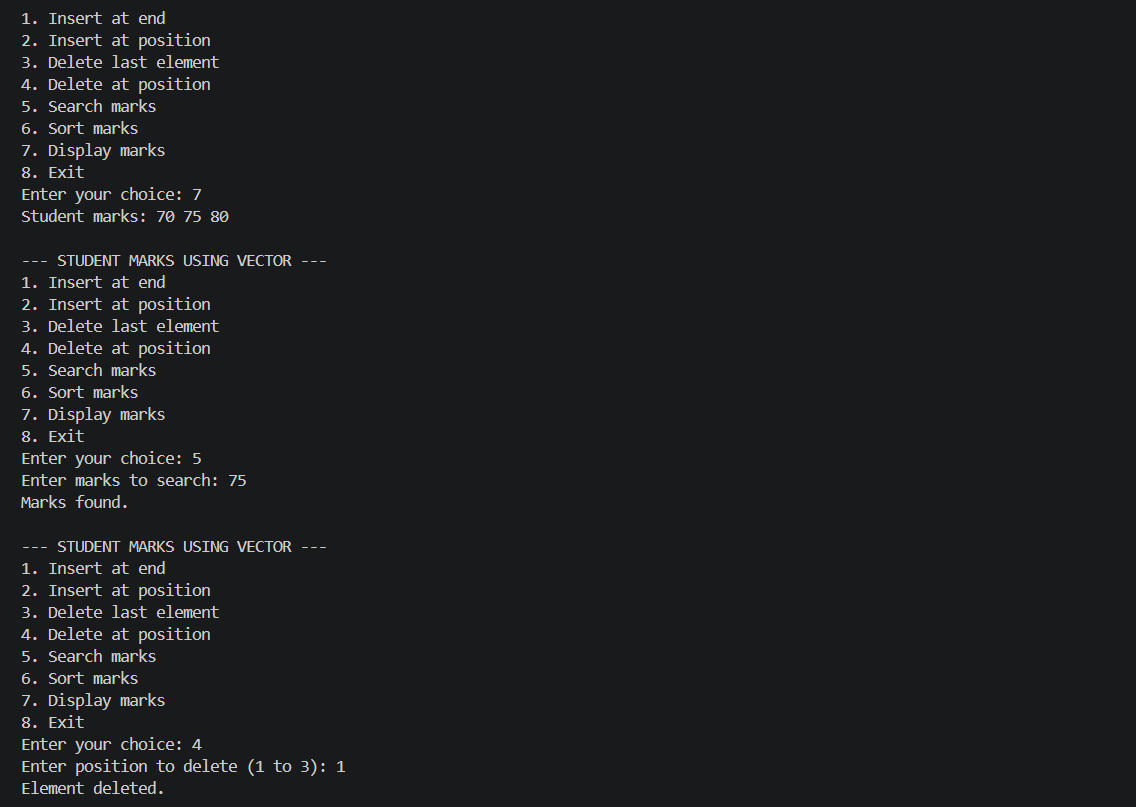 1. Insert at end
2. Insert at position
3. Delete last element
4. Delete at position
5. Search marks
6. Sort marks
7. Display marks
8. Exit
Enter your choice: 7
Student marks: 70 75 80
--- STUDENT MARKS USING VECTOR ---
1. Insert at end
2. Insert at position
3. Delete last element
4. Delete at position
5. Search marks
6. Sort marks
7. Display marks
8. Exit
Enter your choice: 5
Enter marks to search: 75
Marks found.
--- STUDENT MARKS USING VECTOR ---
1. Insert at end
2. Insert at position
3. Delete last element
4. Delete at position
5. Search marks
6. Sort marks
7. Display marks
8. Exit
Enter your choice: 4
Enter position to delete (1 to 3): 1
Element deleted.